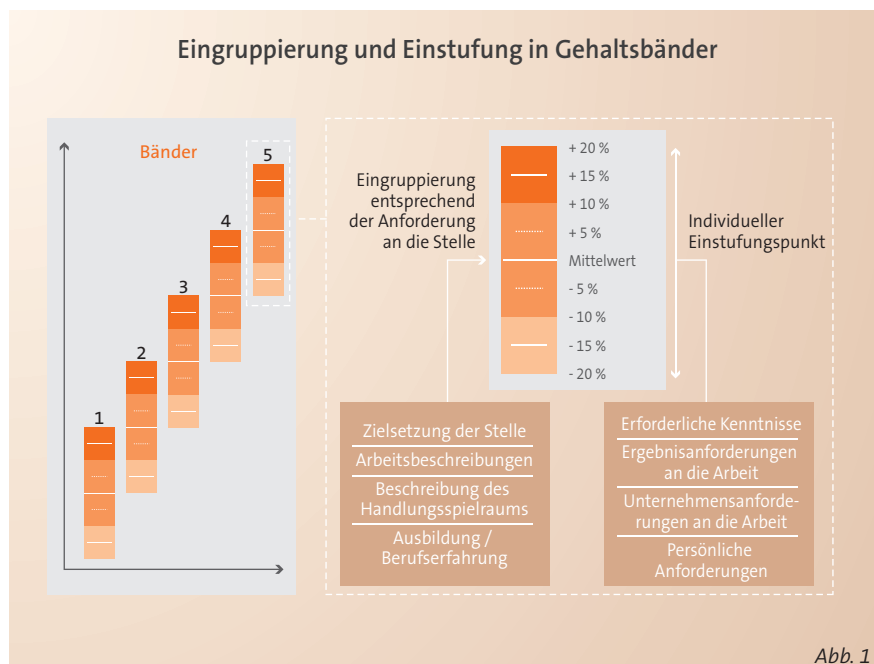 Eingruppierung und Einstufung in Gehaltsbänder
Bänder
5
4
3
2
1
Eingruppierung
entsprechend
der Anforderung
an die Stelle
+ 20 %
+ 15 %
+ 10 %
+ 5 %
Mittelwert
- 5 %
- 10 %
- 15 %
- 20 %
Individueller
Einstufungspunkt
Zielsetzung der Stelle
Arbeitsbeschreibungen
Beschreibung des
Handlungsspielraums
Ausbildung /
Berufserfahrung
Erforderliche Kenntnisse
Ergebnisanforderungen
an die Arbeit
Unternehmensanforde-
rungen an die Arbeit
Persönliche
Anforderungen
Abb. 1